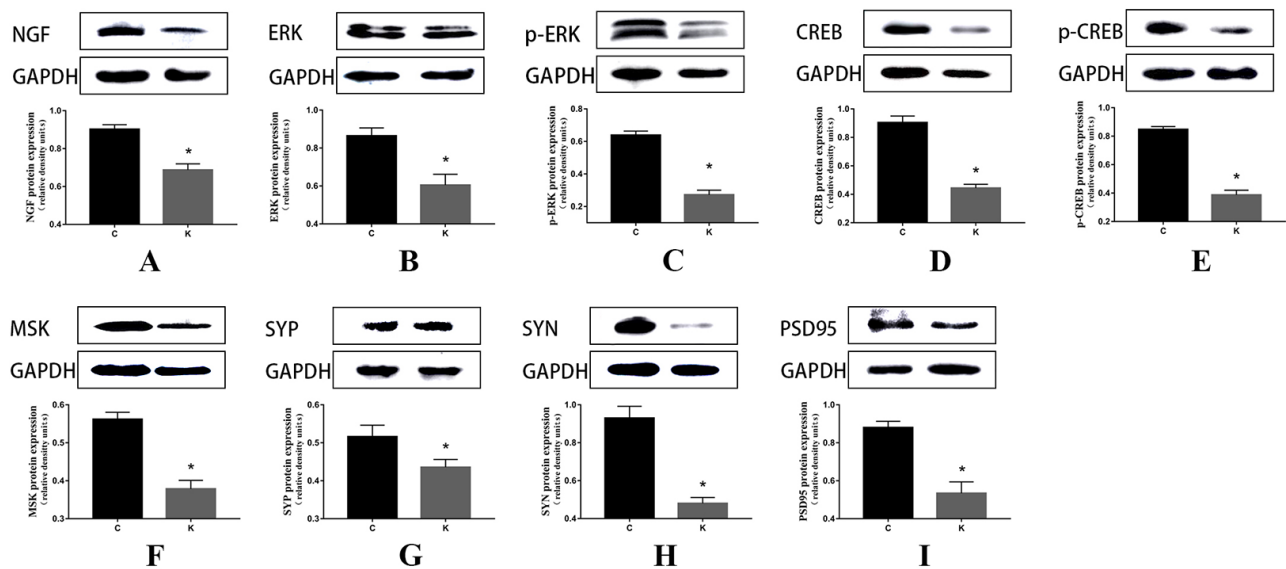 NGF
GAPDH
NGF protein expression
(relative density units)
1.0
0.8
0.6
0.4
*
C K
A
ERK
GAPDH
ERK protein expression
(relative density units)
1.0
0.8
0.6
0.4
*
C K
B
p-ERK
GAPDH
p-ERK protein expression
(relative density units)
0.6
0.4
0.2
*
C K
C
CREB
GAPDH
CREB protein expression
(relative density units)
1.0
0.8
0.6
0.4
0.2
*
C K
D
p-CREB
GAPDH
p-CREB protein expression
(relative density units)
1.0
0.8
0.6
0.4
0.2
*
C K
E
MSK
GAPDH
MSK protein expression
(relative density units)
0.6
0.5
0.4
0.3
*
C K
F
SYP
GAPDH
SYP protein expression
(relative density units)
0.6
0.5
0.4
0.3
*
C K
G
SYN
GAPDH
SYN protein expression
(relative density units)
1.0
0.8
0.6
0.4
*
C K
H
PSD95
GAPDH
PSD95 protein expression
(relative density units)
1.0
0.8
0.6
0.4
*
C K
I